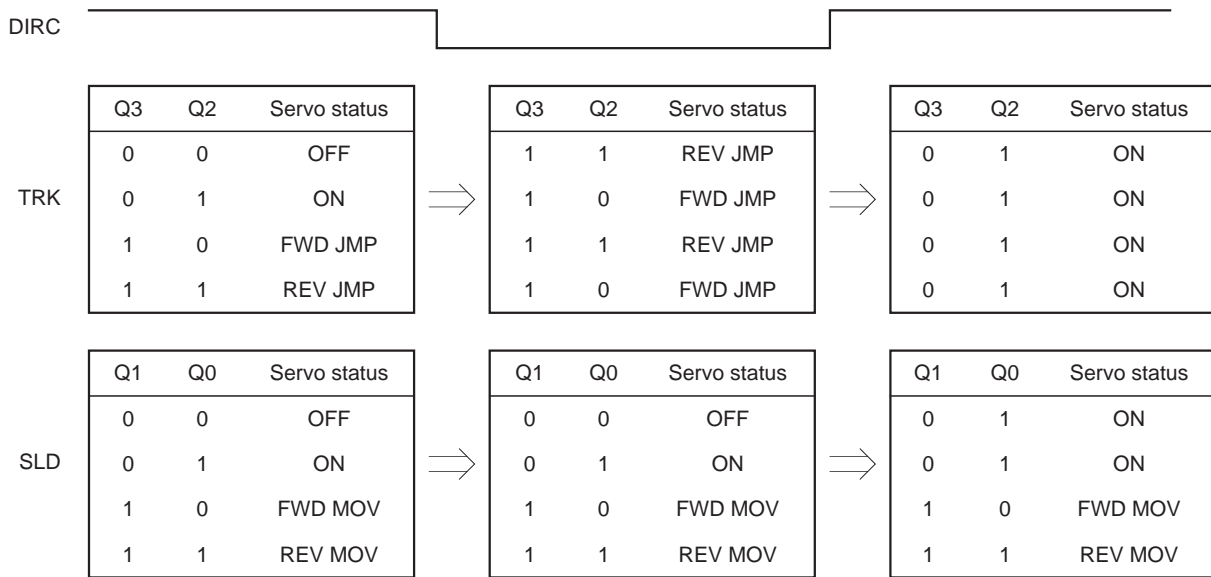 DIRC
Q3 Q2 Servo status Q3 Q2 Servo status Q3 Q2 Servo status
0 0 OFF 1 1 REV JMP 0 1 ON
TRK 0 1 ON 1 0 FWD JMP 0 1 ON
1 0 FWD JMP 1 1 REV JMP 0 1 ON
1 1 REV JMP 1 0 FWD JMP 0 1 ON
Q1 Q0 Servo status Q1 Q0 Servo status Q1 Q0 Servo status
0 0 OFF 0 0 OFF 0 1 ON
SLD 0 1 ON 0 1 ON 0 1 ON
1 0 FWD MOV 1 0 FWD MOV 1 0 FWD MOV
1 1 REV MOV 1 1 REV MOV 1 1 REV MOV